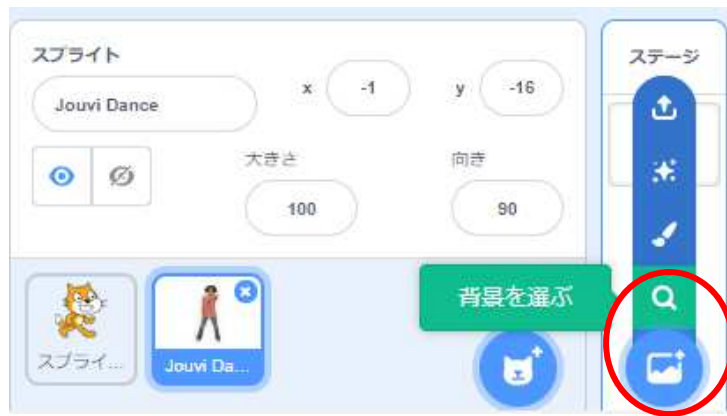 スプライト
ステージ
Jouvi Dance
x
-1
y
-16
大きさ
向き
100
90
背景を選ぶ
スプライ...
Jouvi Da...